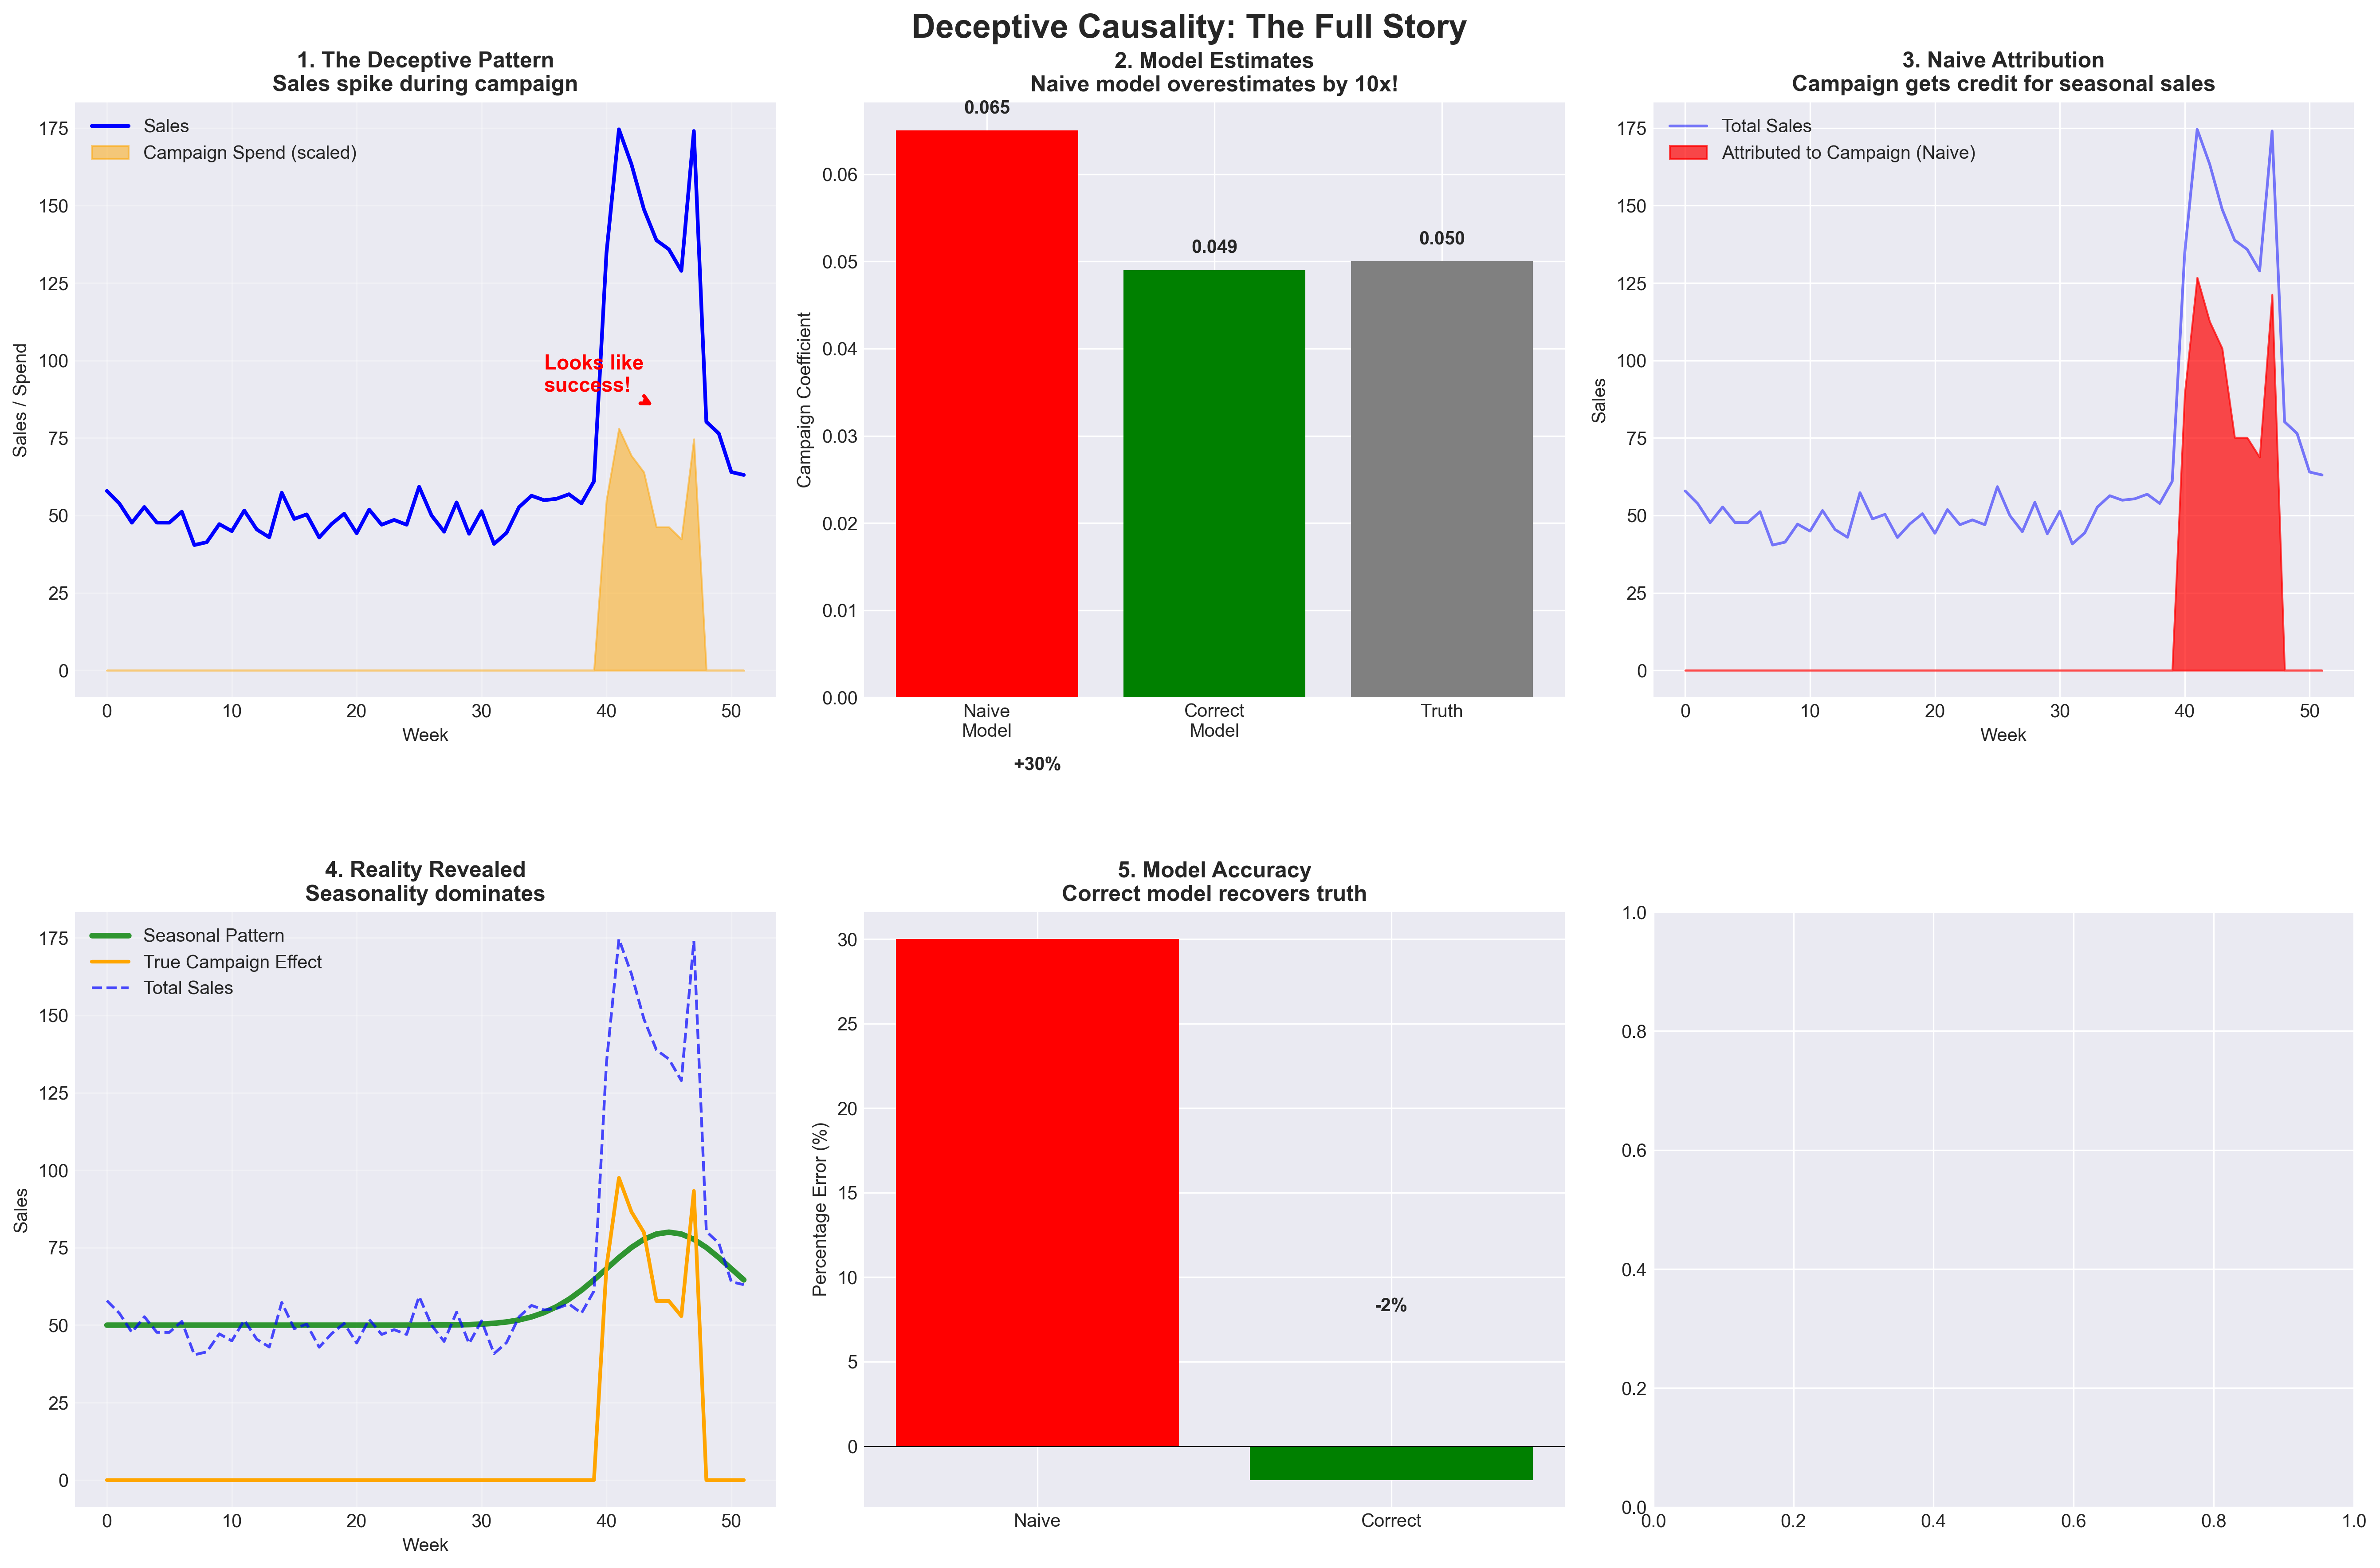 Deceptive Causality: The Full Story
1. The Deceptive Pattern
Sales spike during campaign
Sales
Campaign Spend (scaled)
Looks like
success!
Sales / Spend
175
150
125
100
75
50
25
0
0 10 20 30 40 50
Week
2. Model Estimates
Naive model overestimates by 10x!
0.065
0.049
0.050
Campaign Coefficient
0.06
0.05
0.04
0.03
0.02
0.01
0.00
Naive
Model
Correct
Model
Truth
+30%
3. Naive Attribution
Campaign gets credit for seasonal sales
Total Sales
Attributed to Campaign (Naive)
Sales
175
150
125
100
75
50
25
0
0 10 20 30 40 50
Week
4. Reality Revealed
Seasonality dominates
Seasonal Pattern
True Campaign Effect
Total Sales
Sales
175
150
125
100
75
50
25
0
0 10 20 30 40 50
Week
5. Model Accuracy
Correct model recovers truth
Percentage Error (%)
30
25
20
15
10
5
0
-2%
Naive Correct
1.0
0.8
0.6
0.4
0.2
0.0
0.0 0.2 0.4 0.6 0.8 1.0